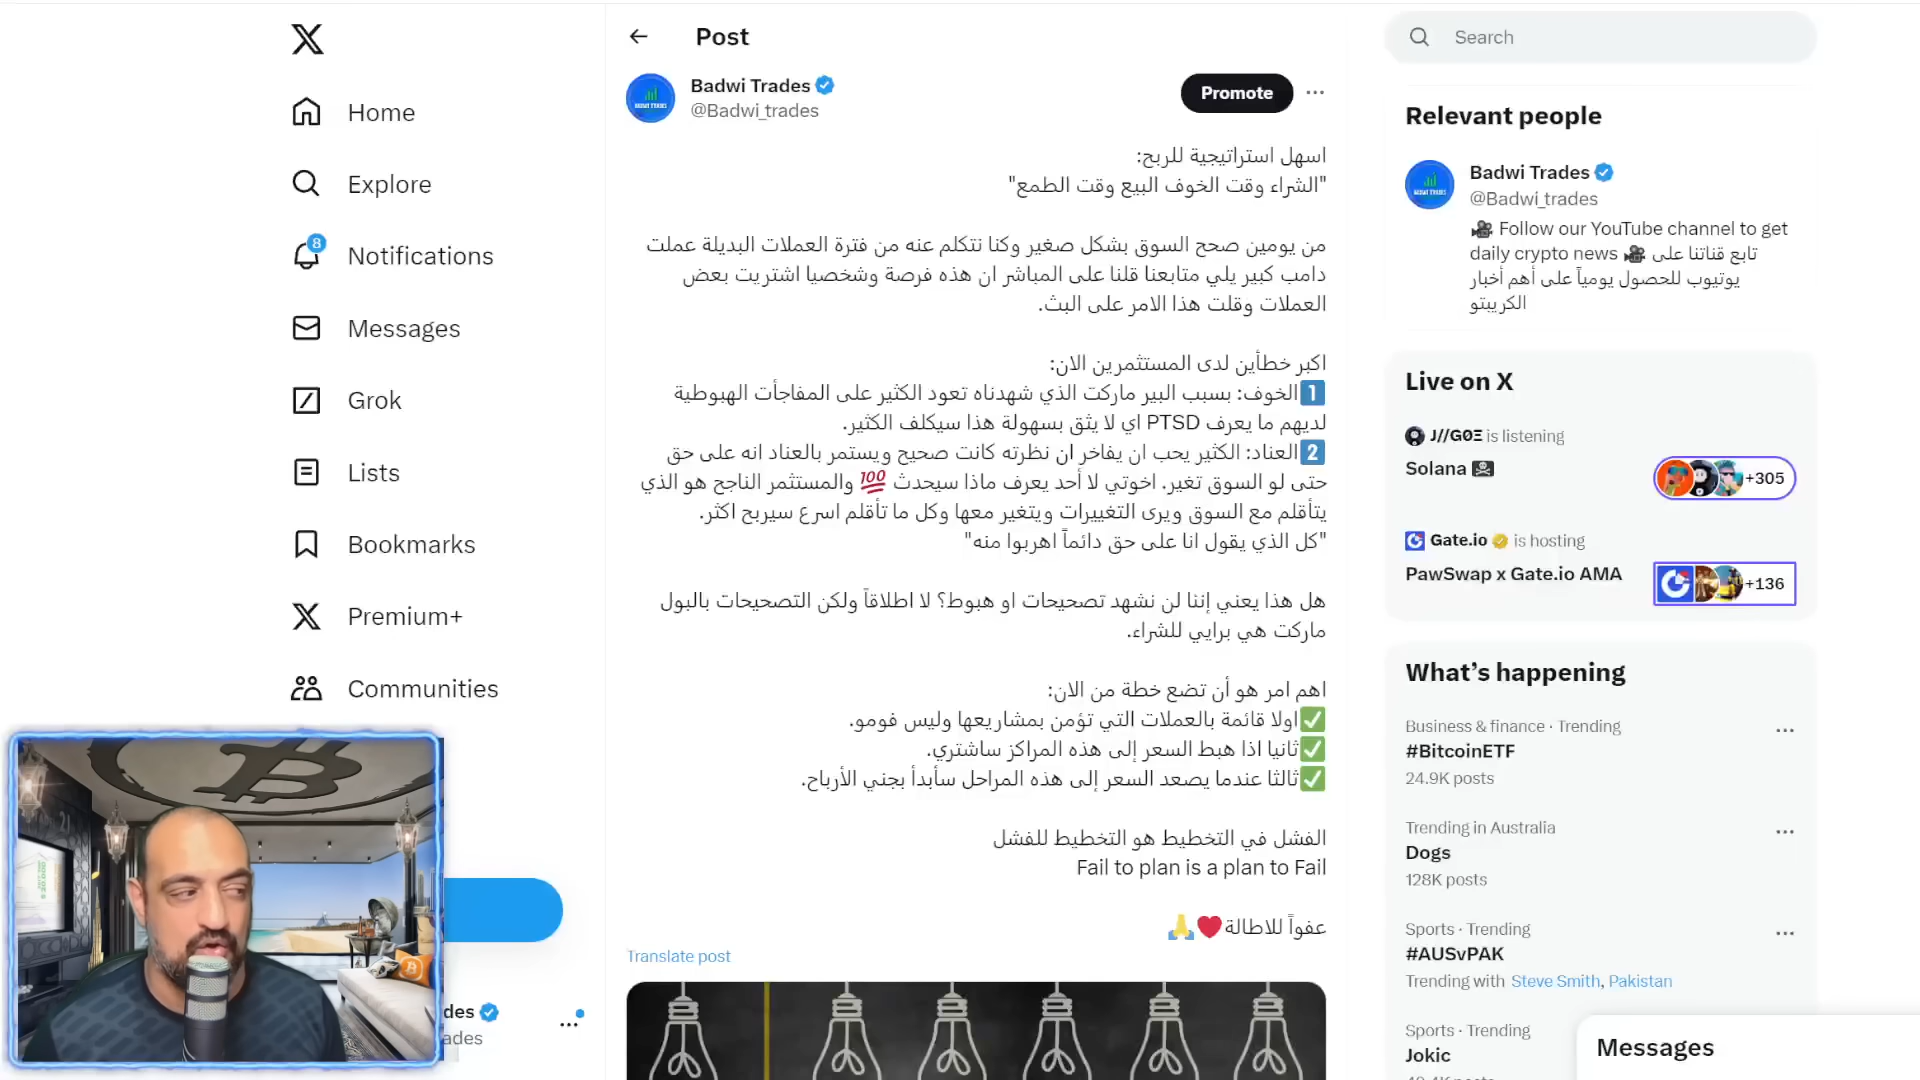 Home
Explore
8
Notifications
Messages
Grok
Lists
Bookmarks
Premium+
Communities
Post
Badwi Trades
@Badwi_trades
Promote
اسهل استراتيجية للربح:
"الشراء وقت الخوف البيع وقت الطمع"
من يومين صحح السوق بشكل صغير وكنا نتكلم عنه من فترة العملات البديلة عملت
دامب كبير يلي متابعنا قلنا على المباشر ان هذه فرصة وشخصيا اشتريت بعض
العملات وقلت هذا الامر على البث.
اكبر خطأين لدى المستثمرين الان:
1️⃣الخوف: بسبب البير ماركت الذي شهدناه تعود الكثير على المفاجأت الهبوطية
لديهم ما يعرف PTSD اي لا يثق بسهولة هذا سيكلف الكثير.
2️⃣العناد: الكثير يحب ان يفاخر ان نظرته كانت صحيح ويستمر بالعناد انه على حق
حتى لو السوق تغير. اخوتي لا أحد يعرف ماذا سيحدث 💯 والمستثمر الناجح هو الذي
يتأقلم مع السوق ويرى التغييرات ويتغير معها وكل ما تأقلم اسرع سيربح اكثر.
"كل الذي يقول انا على حق دائماً اهربوا منه"
هل هذا يعني إننا لن نشهد تصحيحات او هبوط؟ لا اطلاقاً ولكن التصحيحات بالبول
ماركت هي برايي للشراء.
اهم امر هو أن تضع خطة من الان:
✅اولا قائمة بالعملات التي تؤمن بمشاريعها وليس فومو.
✅ثانيا اذا هبط السعر إلى هذه المراكز ساشتري.
✅ثالثا عندما يصعد السعر إلى هذه المراحل سأبدأ بجني الأرباح.
الفشل في التخطيط هو التخطيط للفشل
Fail to plan is a plan to Fail
عفواً للاطالة❤️🙏
Translate post
des
ades
Search
Relevant people
Badwi Trades
@Badwi_trades
🎥 Follow our YouTube channel to get
daily crypto news 🎥 تابع قناتنا على
يوتيوب للحصول يومياً على أهم أخبار
الكريبتو
Live on X
J//G0Ξ is listening
Solana 🏴‍☠️
+305
Gate.io is hosting
PawSwap x Gate.io AMA
+136
What's happening
Business & finance · Trending
#BitcoinETF
24.9K posts
Trending in Australia
Dogs
128K posts
Sports · Trending
#AUSvPAK
Trending with Steve Smith, Pakistan
Sports · Trending
Jokic
Messages